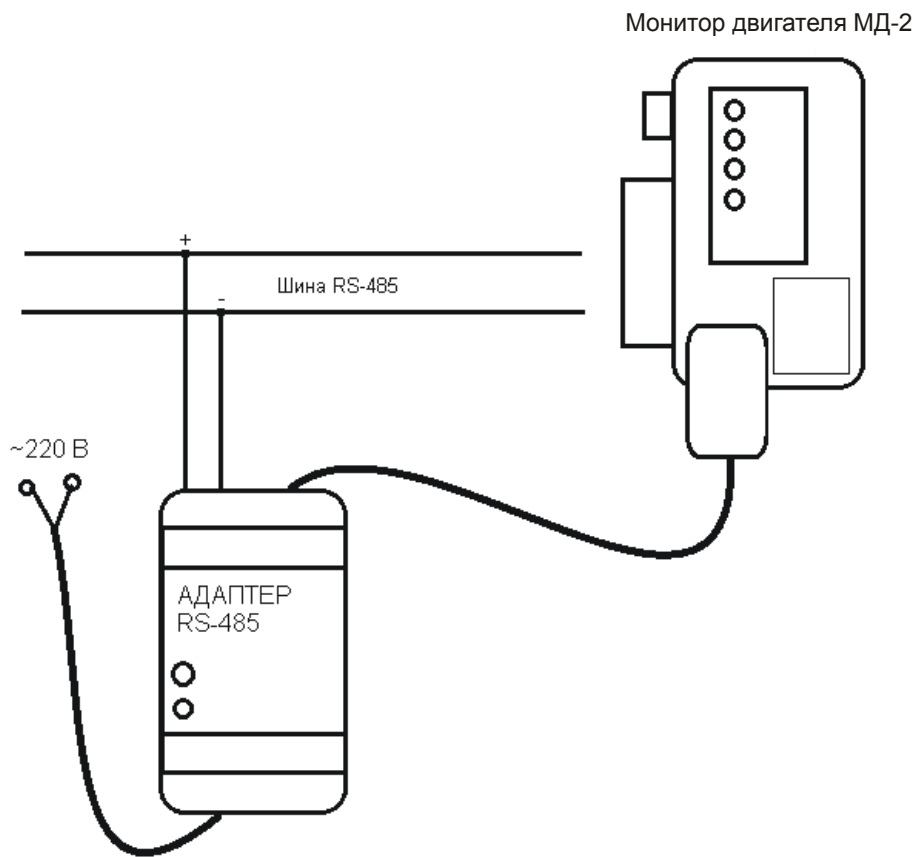 Монитор двигателя МД-2
+
Шина RS-485
-
~220 В
АДАПТЕР
RS-485